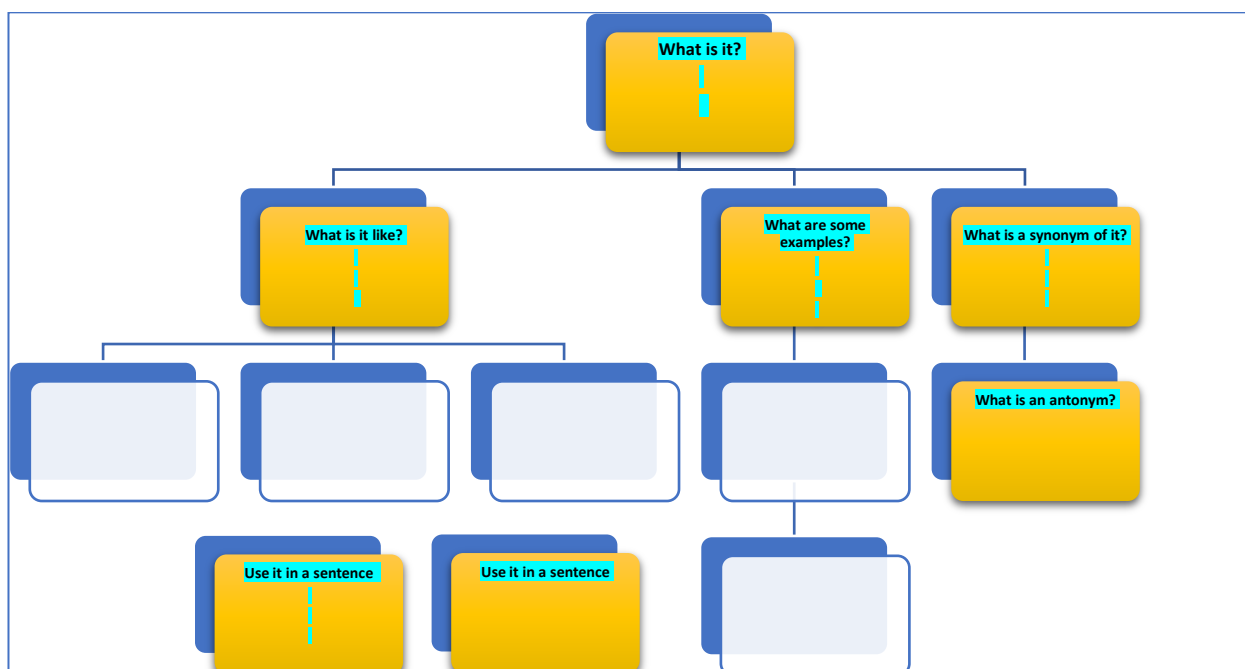 What is it?
What is it like?
What are some
examples?
What is a synonym of it?
What is an antonym?
Use it in a sentence
Use it in a sentence